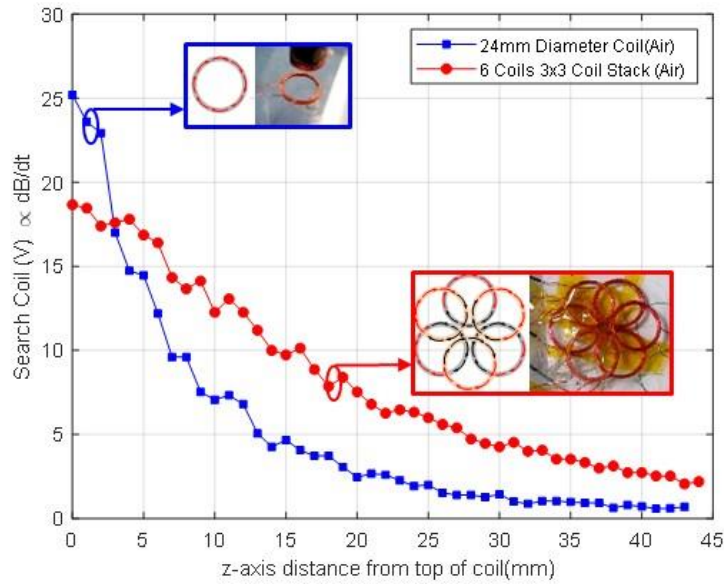 30
25
20
15
10
5
0
Search Coil (V) ∝ dB/dt
24mm Diameter Coil(Air)
6 Coils 3x3 Coil Stack (Air)
0 5 10 15 20 25 30 35 40 45
z-axis distance from top of coil(mm)